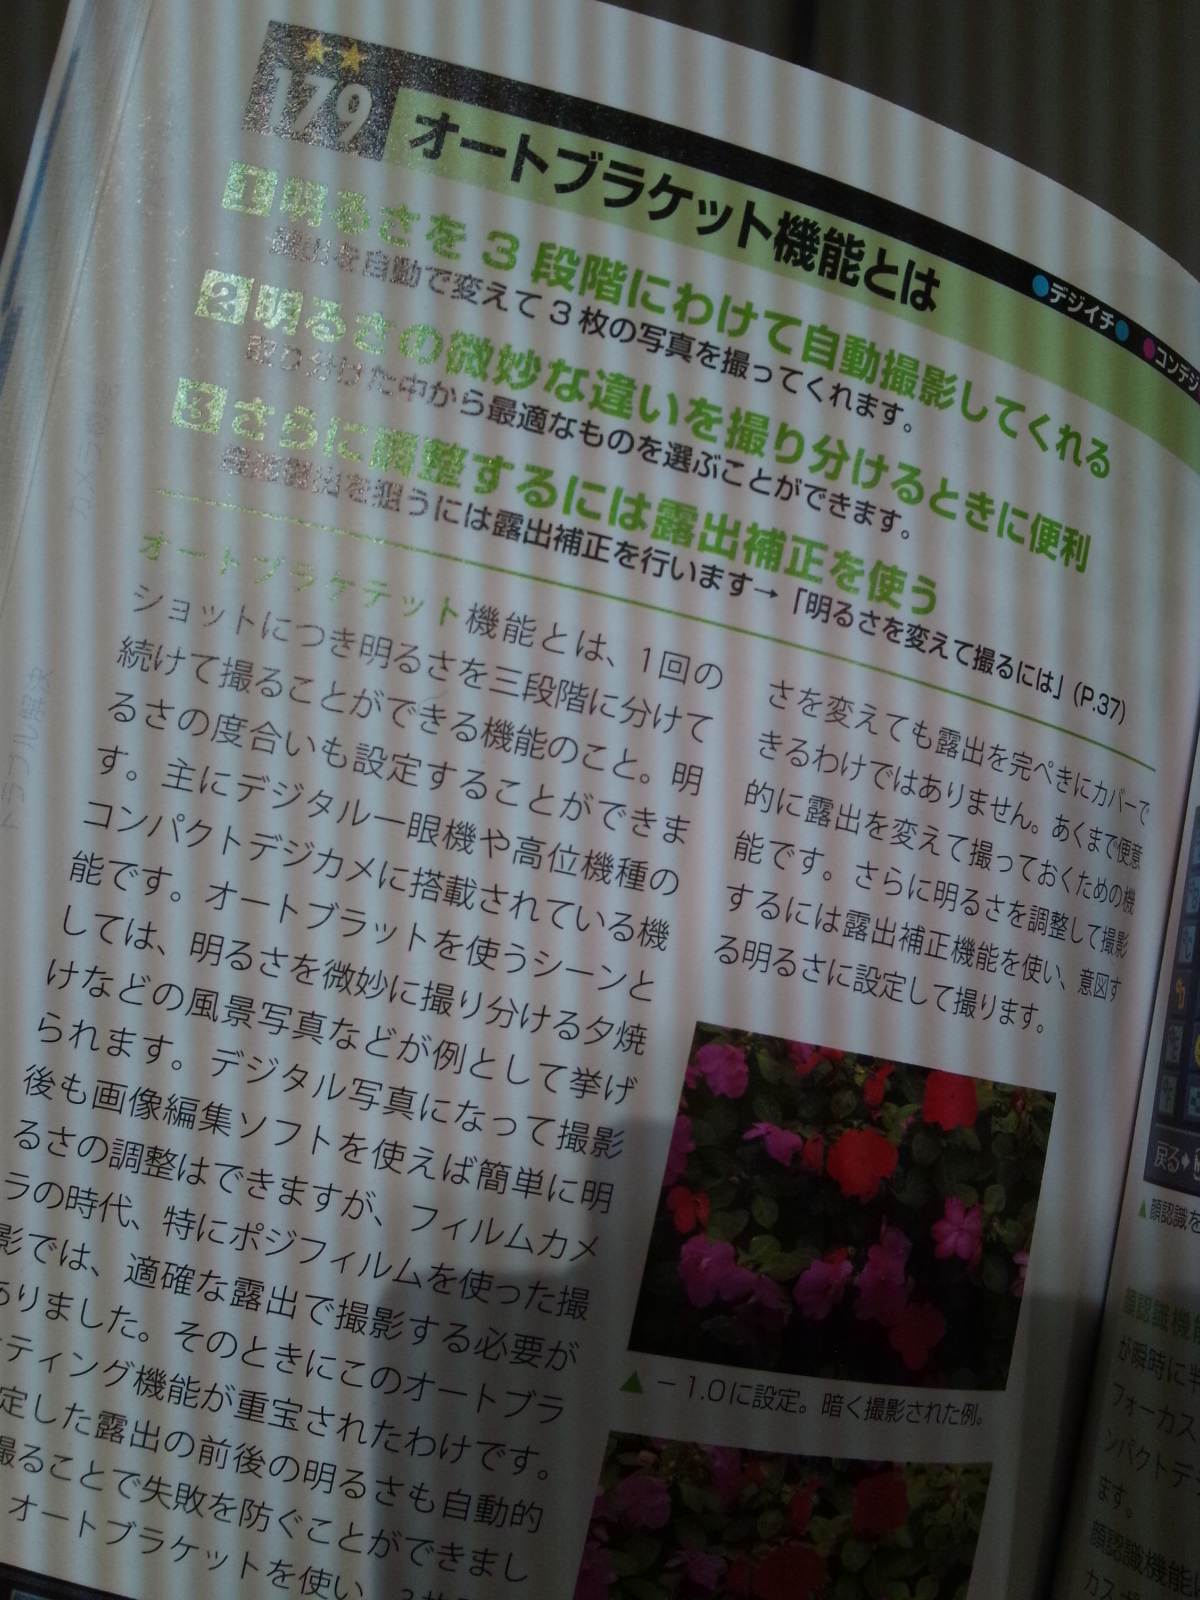 179
オートブラケット機能とは
デジイチ
コンデジ
1 明るさを3段階にわけて自動撮影してくれる
露出を自動で変えて3枚の写真を撮ってくれます。
2 明るさの微妙な違いを撮り分けるときに便利
取り分けた中から最適なものを選ぶことができます。
3 さらに調整するには露出補正を使う
露出を狙うには露出補正を行います→「明るさを変えて撮るには」(P.37)
オートブラケテット機能とは、1回の
ショットにつき明るさを三段階に分けて
続けて撮ることができる機能のこと。明
るさの度合いも設定することができま
す。主にデジタル一眼機や高位機種の
コンパクトデジカメに搭載されている機
能です。オートブラットを使うシーンと
しては、明るさを微妙に撮り分ける夕焼
けなどの風景写真などが例として挙げ
られます。デジタル写真になって撮影
後も画像編集ソフトを使えば簡単に明
るさの調整はできますが、フィルムカメ
ラの時代、特にポジフィルムを使った撮
影では、適確な露出で撮影する必要が
ありました。そのときにこのオートブラ
ティング機能が重宝されたわけです。
定した露出の前後の明るさも自動的
撮ることで失敗を防ぐことができまし
オートブラケットを使い、3枚
さを変えても露出を完ぺきにカバーで
きるわけではありません。あくまで便意
的に露出を変えて撮っておくための機
能です。さらに明るさを調整して撮影
するには露出補正機能を使い、意図す
る明るさに設定して撮ります。
▲ −1.0に設定。暗く撮影された例。
戻る
▲顔認識を
顔認識機能
が瞬時に
フォーカス
ンパクトデ
ます。
顔認識機能
カス